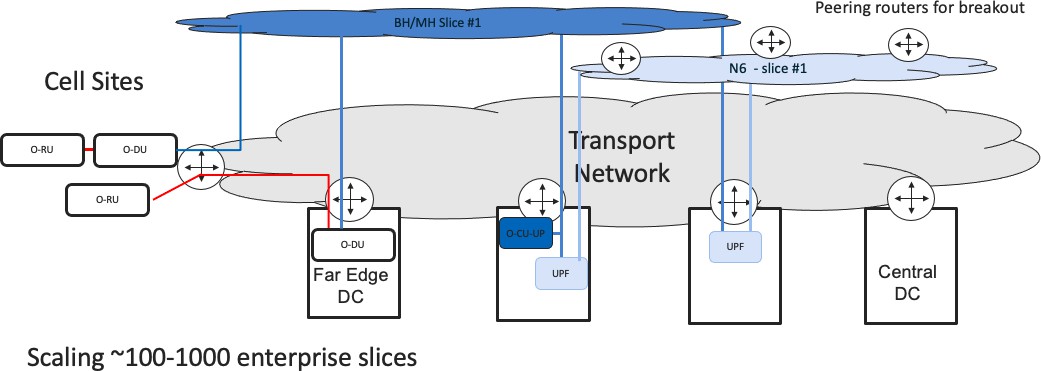 Peering routers for breakout
BH/MH Slice #1
N6 - slice #1
Cell Sites
Transport
Network
O-RU
O-DU
O-RU
O-DU
Far Edge
DC
O-CU-UP
UPF
UPF
Central
DC
Scaling ~100-1000 enterprise slices